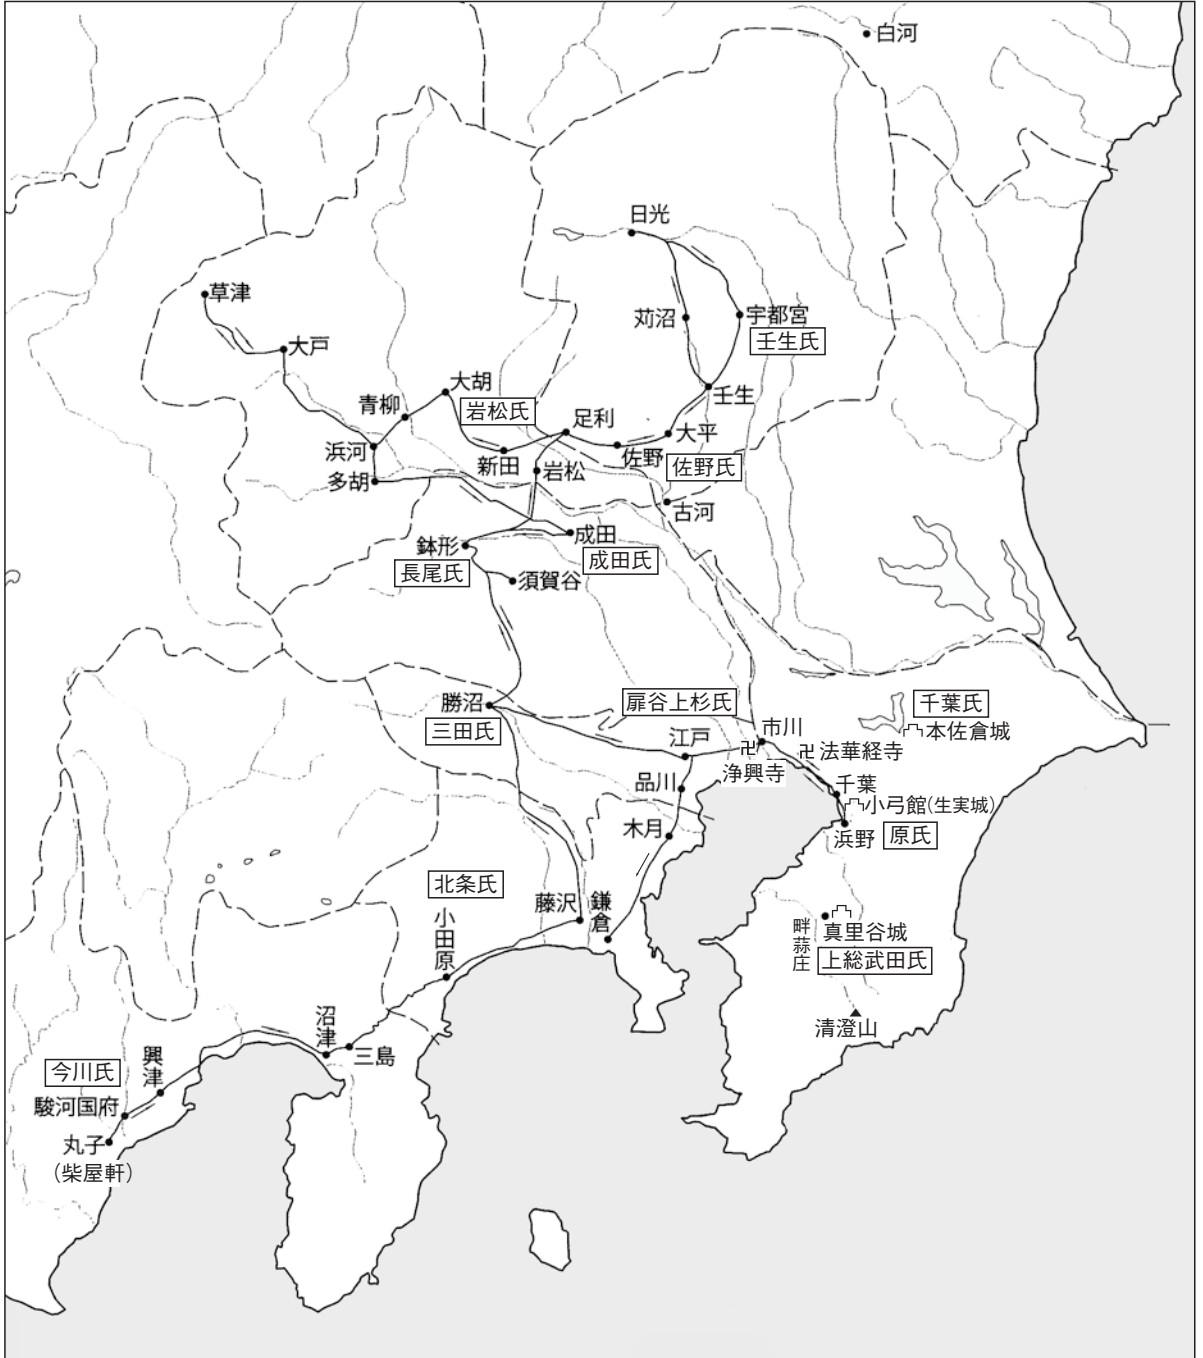 白河
日光
草津
苅沼
宇都宮
壬生氏
大戸
大胡
壬生
青柳
岩松氏
足利
大平
浜河
新田
佐野
佐野氏
多胡
岩松
古河
鉢形
成田
長尾氏
成田氏
須賀谷
勝沼
扇谷上杉氏
千葉氏
三田氏
本佐倉城
江戸
市川
卍
卍法華経寺
浄興寺
品川
千葉
小弓館(生実城)
木月
浜野
原氏
北条氏
藤沢
鎌倉
小田原
畔蒜庄
真里谷城
上総武田氏
清澄山
沼津
三島
今川氏
興津
駿河国府
丸子
(柴屋軒)